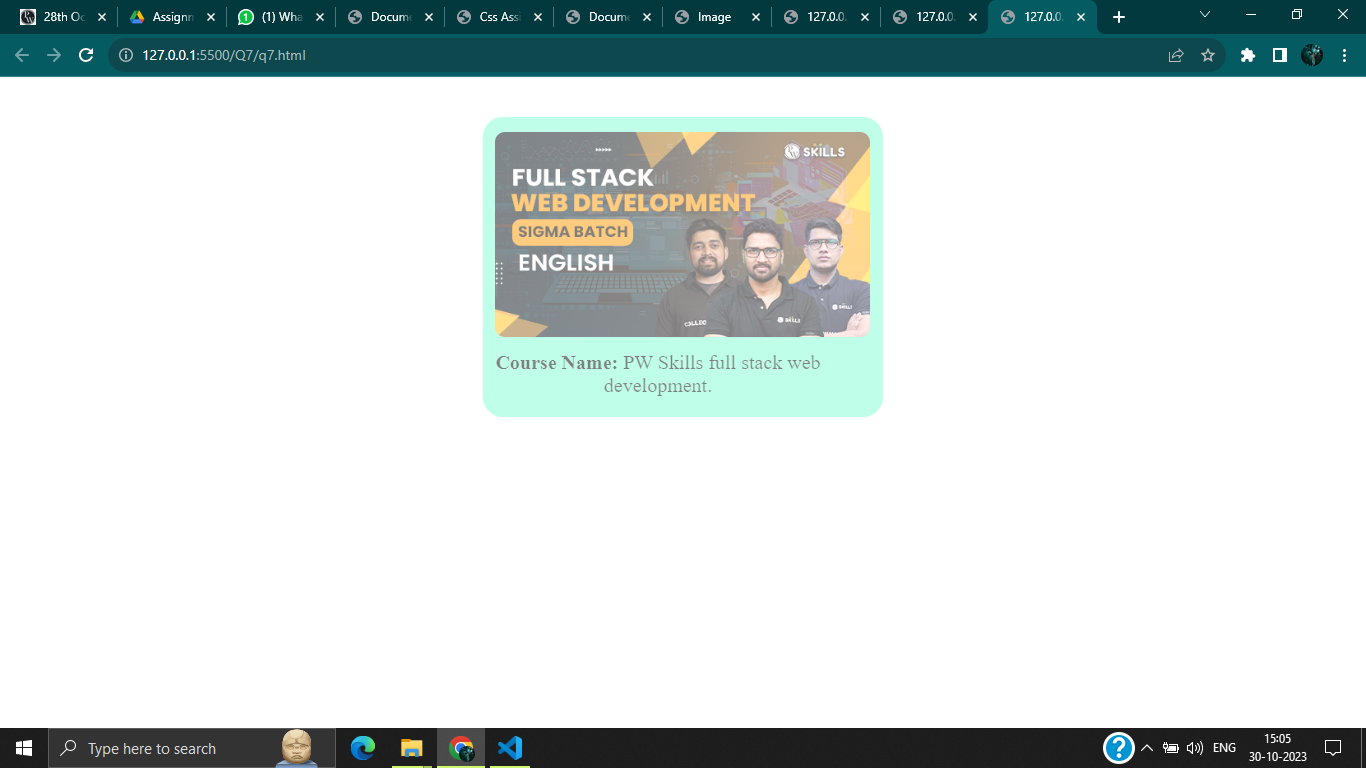 28th Oc
Assignm
(1) Wha
Docume
Css Assi
Docume
Image
127.0.0.
127.0.0.
127.0.0.
127.0.0.1:5500/Q7/q7.html
SKILLS
FULL STACK
WEB DEVELOPMENT
SIGMA BATCH
ENGLISH
SKILLS
Course Name: PW Skills full stack web
development.
Type here to search
ENG
15:05
30-10-2023